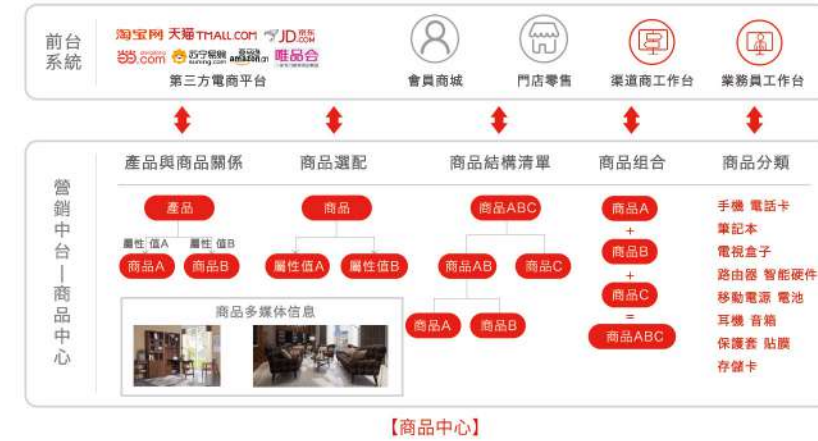 前台
系統
淘宝网 天猫 TMALL.COM JD 京东
当当.com 苏宁易购 suning.com amazon.cn 唯品会
第三方電商平台
會員商城
門店零售
渠道商工作台
業務員工作台
營銷中台|商品中心
產品與商品關係
產品
屬性 值A 屬性 值B
商品A 商品B
商品選配
商品
屬性值A 屬性值B
商品多媒体信息
商品結構清單
商品ABC
商品AB 商品C
商品A 商品B
商品组合
商品A
+
商品B
+
商品C
=
商品ABC
商品分類
手機 電話卡
筆記本
電視盒子
路由器 智能硬件
移動電源 電池
耳機 音箱
保護套 貼膜
存儲卡
【商品中心】